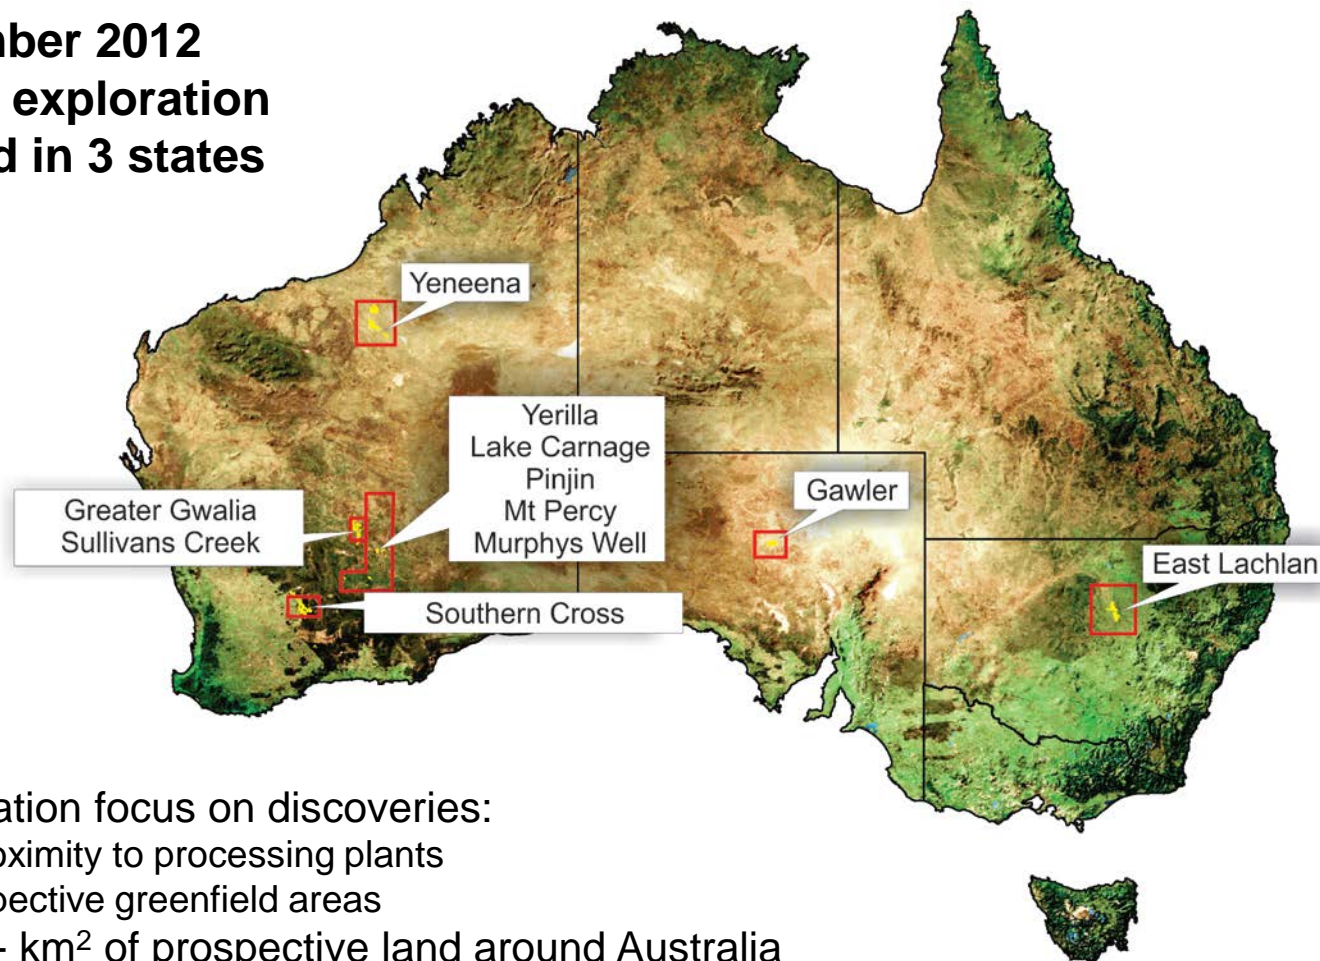 ber 2012
exploration
d in 3 states
Yeneena
Yerilla
Lake Carnage
Pinjin
Mt Percy
Murphys Well
Greater Gwalia
Sullivans Creek
Gawler
East Lachlan
Southern Cross
ation focus on discoveries:
oximity to processing plants
pective greenfield areas
km² of prospective land around Australia